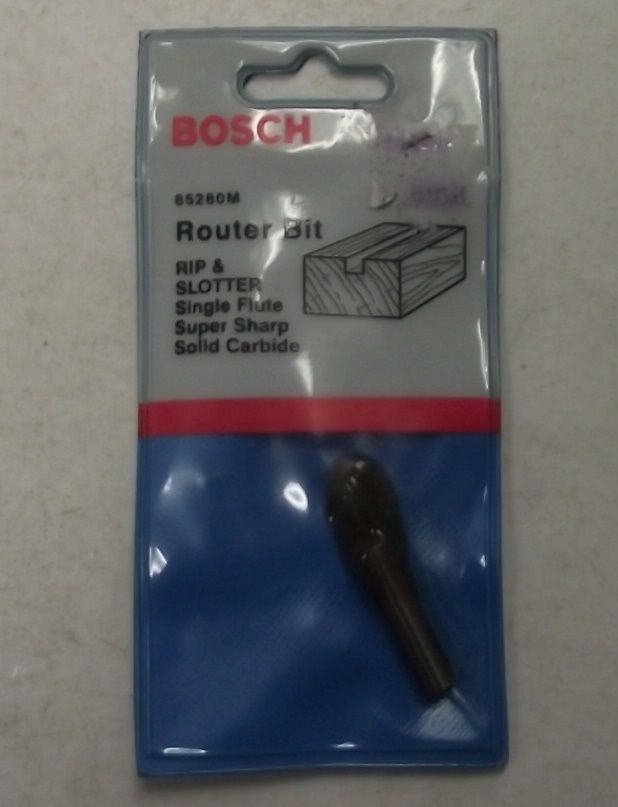 BOSCH
85280M
Router Bit
RIP &
SLOTTER
Single Flute
Super Sharp
Solid Carbide